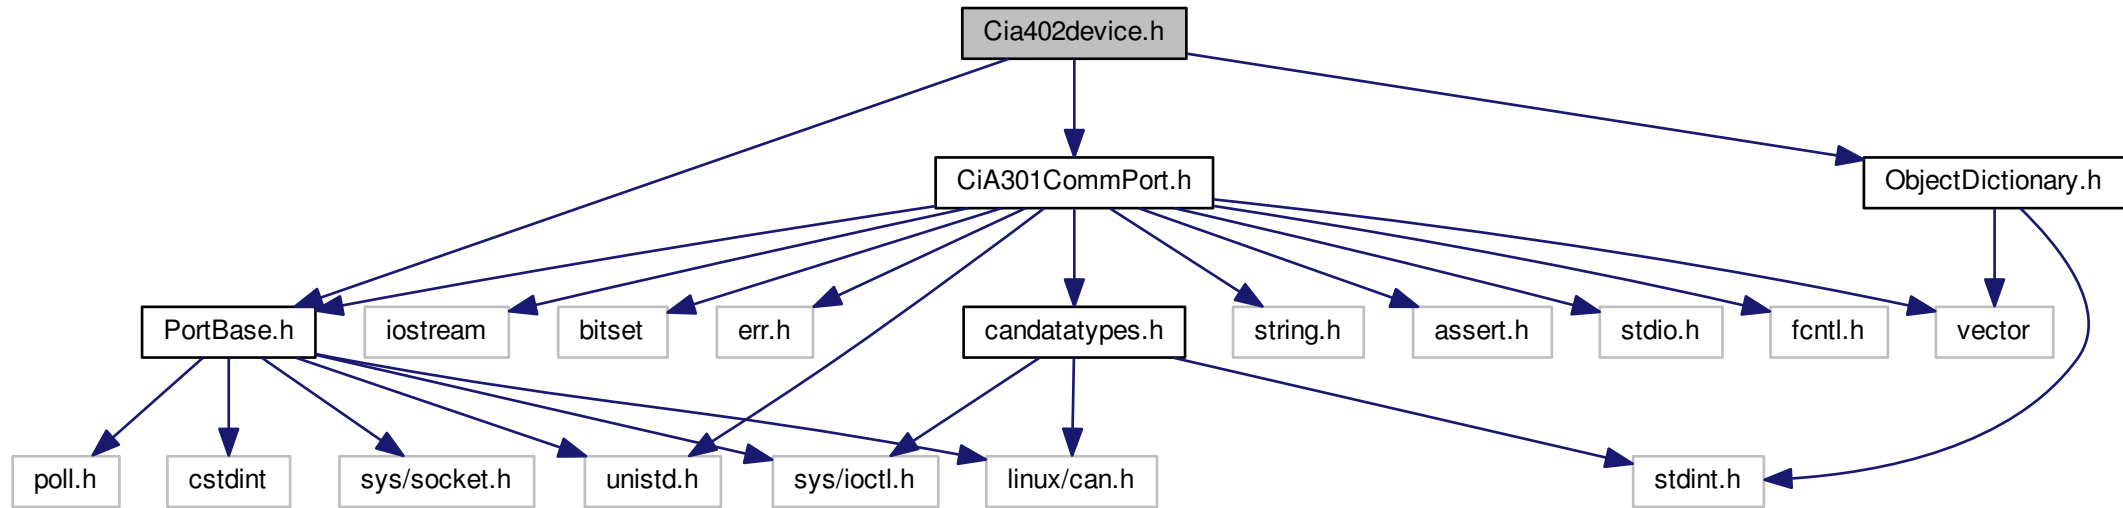 Cia402device.h
CiA301CommPort.h
ObjectDictionary.h
PortBase.h
iostream
bitset
err.h
candatatypes.h
string.h
assert.h
stdio.h
fcntl.h
vector
poll.h
cstdint
sys/socket.h
unistd.h
sys/ioctl.h
linux/can.h
stdint.h